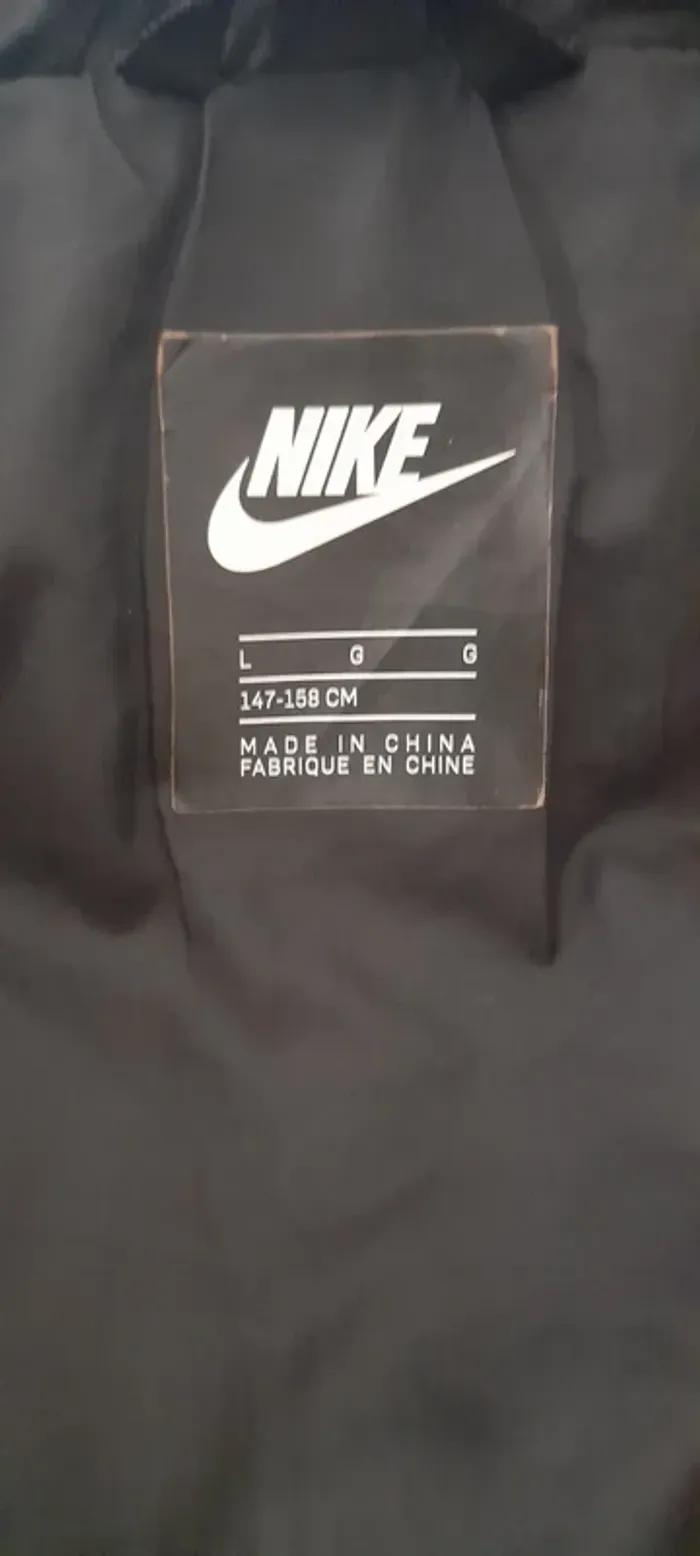 NIKE
L G G
147-158 CM
MADE IN CHINA
FABRIQUE EN CHINE